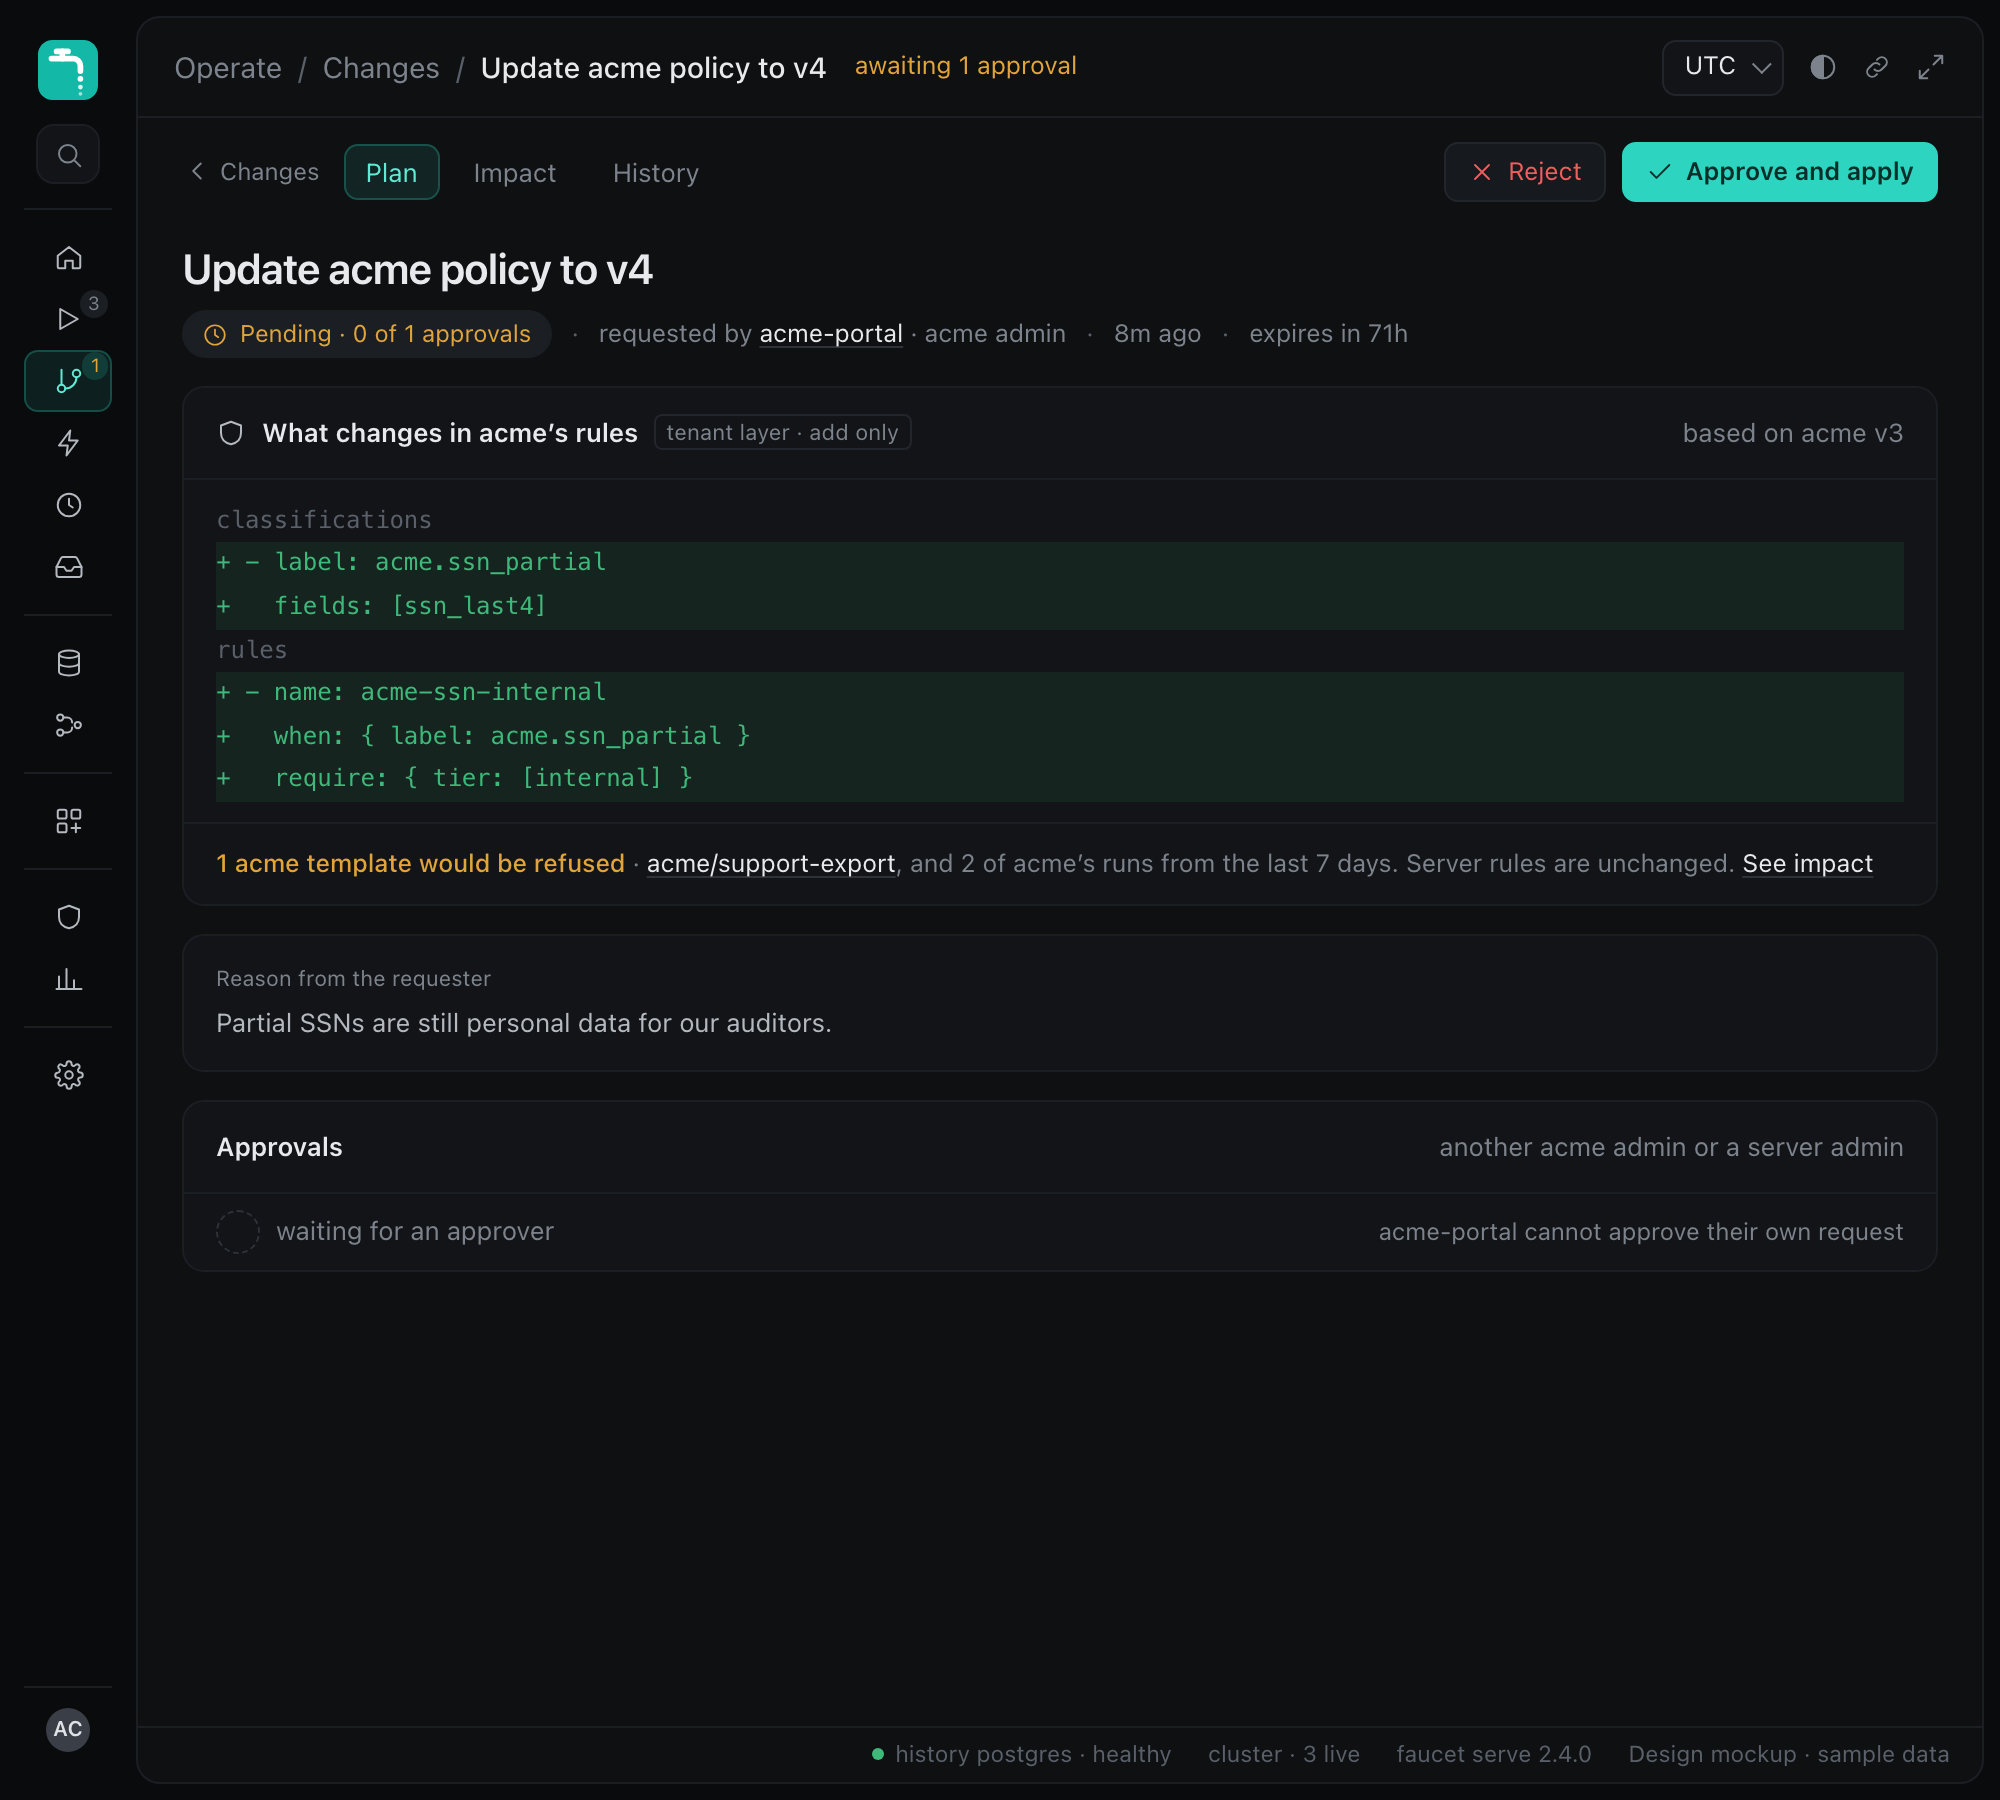 Operate / Changes / Update acme policy to v4 awaiting 1 approval UTC
Changes Plan Impact History Reject Approve and apply
3
1
Update acme policy to v4
Pending · 0 of 1 approvals · requested by acme-portal · acme admin · 8m ago · expires in 71h
What changes in acme’s rules tenant layer · add only based on acme v3
classifications
+ - label: acme.ssn_partial
+   fields: [ssn_last4]
rules
+ - name: acme-ssn-internal
+   when: { label: acme.ssn_partial }
+   require: { tier: [internal] }
1 acme template would be refused · acme/support-export, and 2 of acme’s runs from the last 7 days. Server rules are unchanged. See impact
Reason from the requester
Partial SSNs are still personal data for our auditors.
Approvals another acme admin or a server admin
waiting for an approver acme-portal cannot approve their own request
AC
history postgres · healthy cluster · 3 live faucet serve 2.4.0 Design mockup · sample data